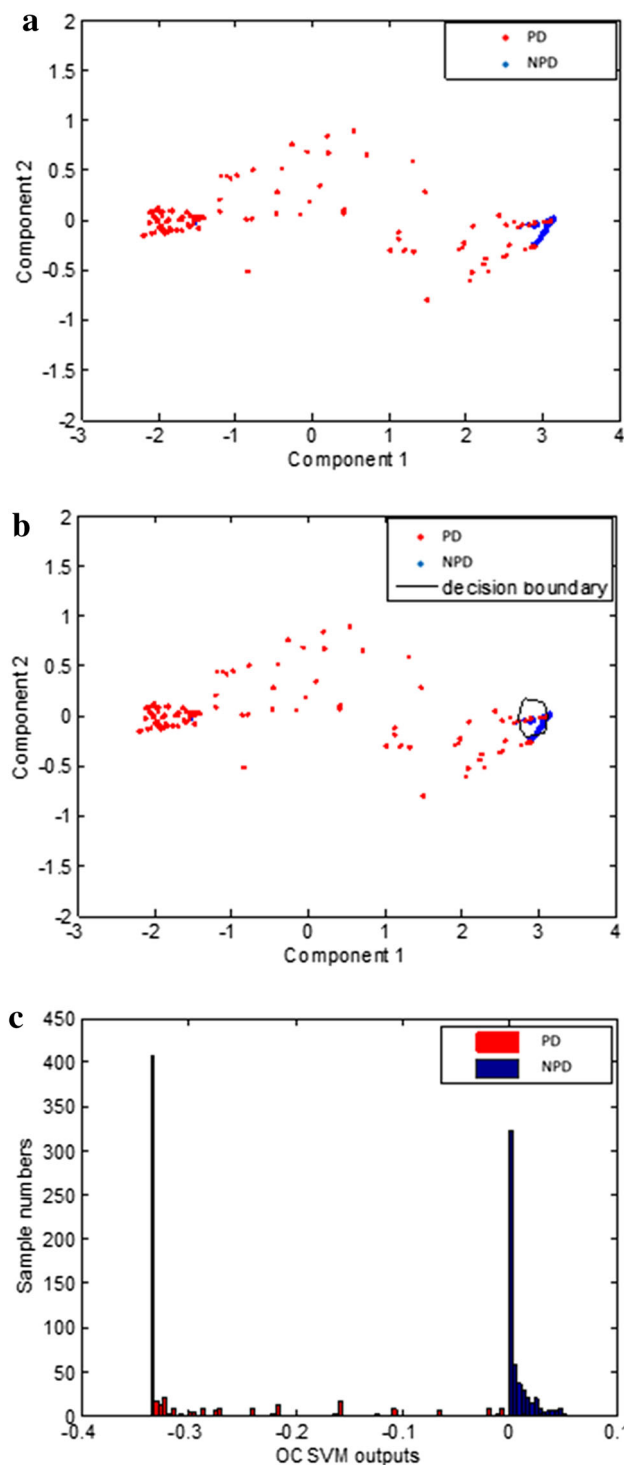 a
2
PD
NPD
1.5
1
0.5
0
-0.5
-1
-1.5
-2
Component 2
-3 -2 -1 0 1 2 3 4
Component 1
b
2
PD
NPD
decision boundary
1.5
1
0.5
0
-0.5
-1
-1.5
-2
Component 2
-3 -2 -1 0 1 2 3 4
Component 1
c
450
PD
NPD
400
350
300
250
200
150
100
50
0
Sample numbers
-0.4 -0.3 -0.2 -0.1 0 0.1
OC SVM outputs